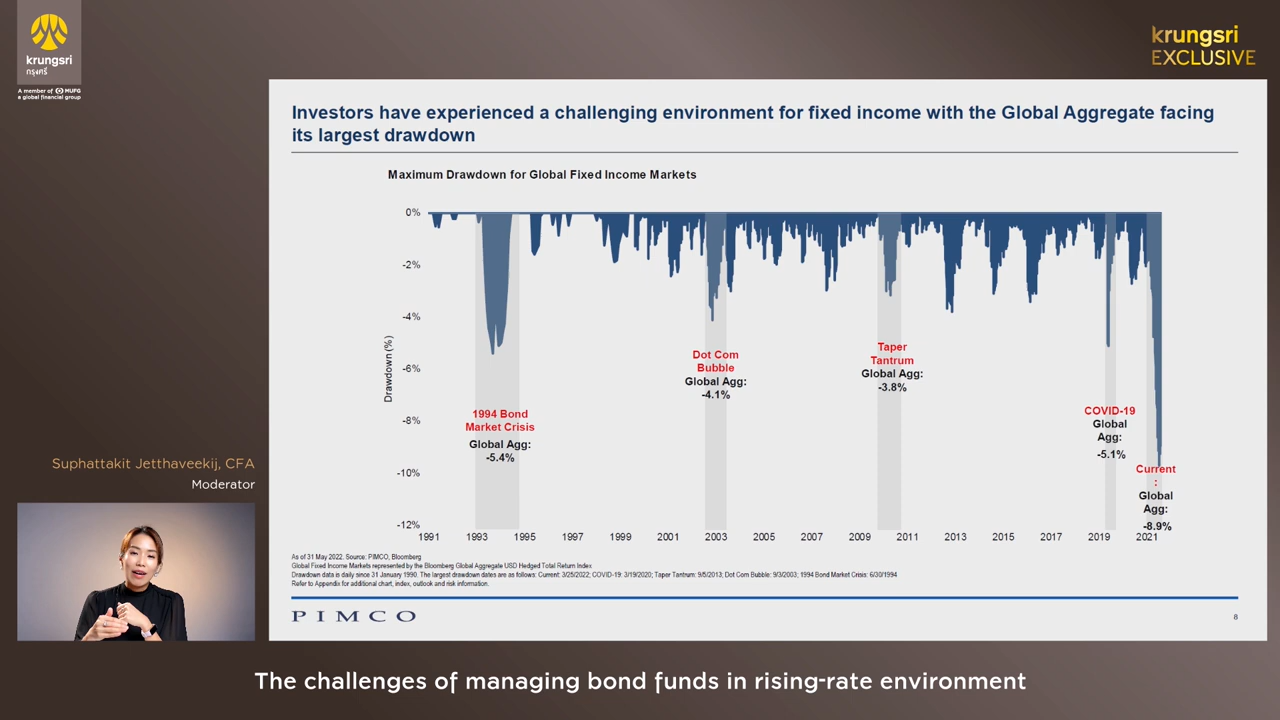 krungsri
กรุงศรี
A member of MUFG
a global financial group
krungsri
EXCLUSIVE
Investors have experienced a challenging environment for fixed income with the Global Aggregate facing
its largest drawdown
Maximum Drawdown for Global Fixed Income Markets
Drawdown (%)
0%
-2%
-4%
-6%
-8%
-10%
-12%
1994 Bond
Market Crisis
Global Agg:
-5.4%
Dot Com
Bubble
Global Agg:
-4.1%
Taper
Tantrum
Global Agg:
-3.8%
COVID-19
Global
Agg:
-5.1%
Current
:
Global
Agg:
-8.9%
1991 1993 1995 1997 1999 2001 2003 2005 2007 2009 2011 2013 2015 2017 2019 2021
As of 31 May 2022. Source: PIMCO, Bloomberg
Global Fixed Income Markets represented by the Bloomberg Global Aggregate USD Hedged Total Return Index
Drawdown data is daily since 31 January 1990. The largest drawdown dates are as follows: Current: 3/25/2022; COVID-19: 3/19/2020; Taper Tantrum: 9/5/2013; Dot Com Bubble: 9/3/2003; 1994 Bond Market Crisis: 6/30/1994
Refer to Appendix for additional chart, index, outlook and risk information.
PIMCO
8
Suphattakit Jetthaveekij, CFA
Moderator
The challenges of managing bond funds in rising-rate environment